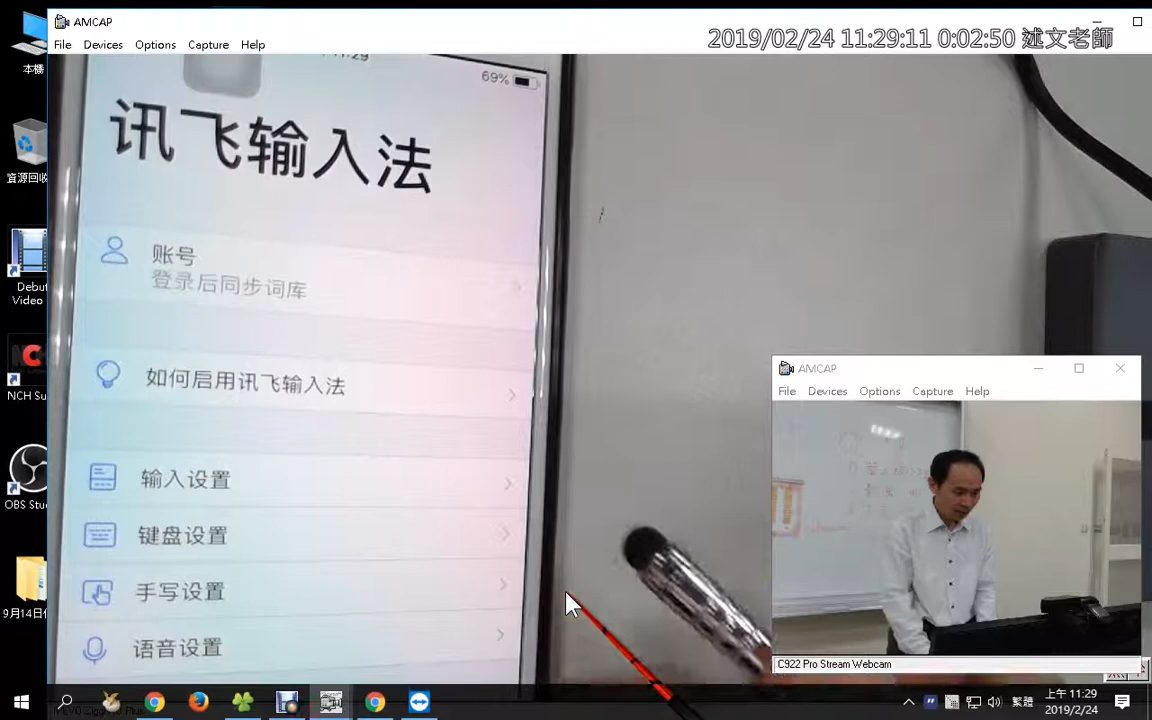 AMCAP
File Devices Options Capture Help
2019/02/24 11:29:11 0:02:50 述文老師
本機
資源回收
Debut
Video
NCH Su
OBS Stu
9月14日
11:29
69%
讯飞输入法
账号
登录后同步词库
如何启用讯飞输入法
输入设置
键盘设置
手写设置
语音设置
AMCAP
File Devices Options Capture Help
C922 Pro Stream Webcam
繁體
上午 11:29
2019/2/24